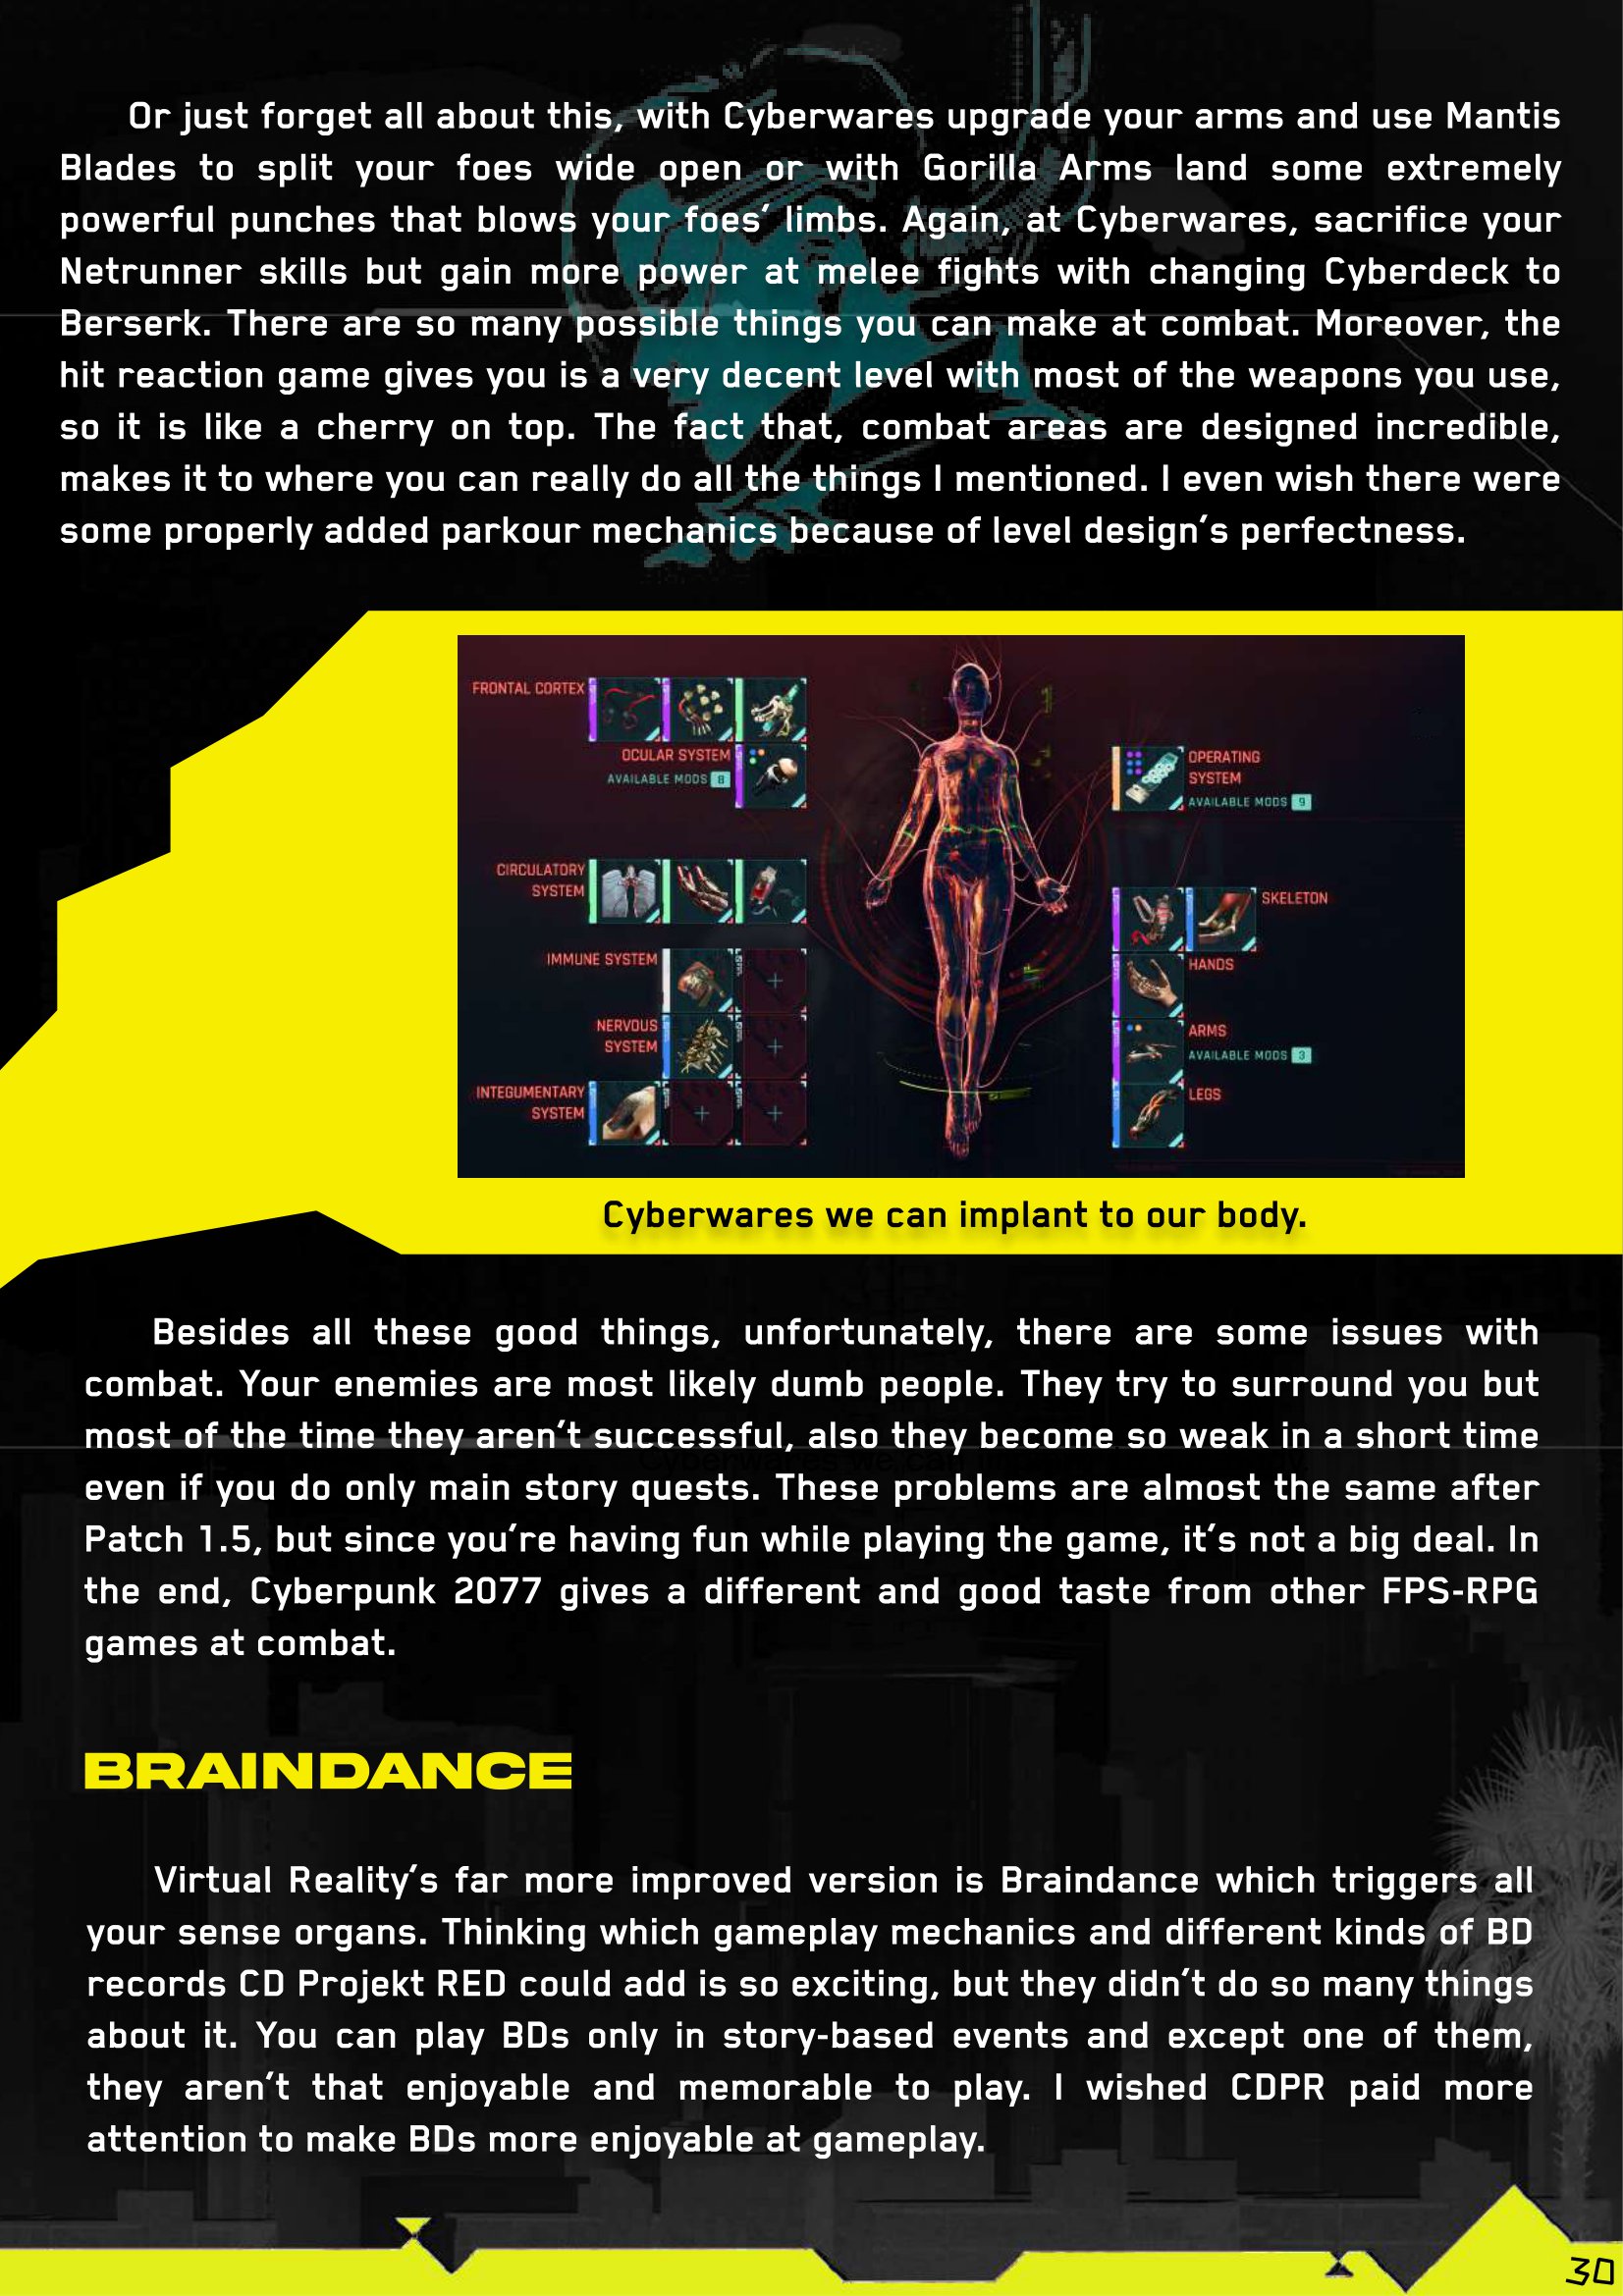 Or just forget all about this, with Cyberwares upgrade your arms and use Mantis
Blades to split your foes wide open or with Gorilla Arms land some extremely
powerful punches that blows your foes’ limbs. Again, at Cyberwares, sacrifice your
Netrunner skills but gain more power at melee fights with changing Cyberdeck to
Berserk. There are so many possible things you can make at combat. Moreover, the
hit reaction game gives you is a very decent level with most of the weapons you use,
so it is like a cherry on top. The fact that, combat areas are designed incredible,
makes it to where you can really do all the things I mentioned. I even wish there were
some properly added parkour mechanics because of level design’s perfectness.
FRONTAL CORTEX
OCULAR SYSTEM
AVAILABLE MODS 8
CIRCULATORY
SYSTEM
IMMUNE SYSTEM
NERVOUS
SYSTEM
INTEGUMENTARY
SYSTEM
OPERATING
SYSTEM
AVAILABLE MODS 9
SKELETON
HANDS
ARMS
AVAILABLE MODS 3
LEGS
Cyberwares we can implant to our body.
Besides all these good things, unfortunately, there are some issues with
combat. Your enemies are most likely dumb people. They try to surround you but
most of the time they aren’t successful, also they become so weak in a short time
even if you do only main story quests. These problems are almost the same after
Patch 1.5, but since you’re having fun while playing the game, it’s not a big deal. In
the end, Cyberpunk 2077 gives a different and good taste from other FPS-RPG
games at combat.
BRAINDANCE
Virtual Reality’s far more improved version is Braindance which triggers all
your sense organs. Thinking which gameplay mechanics and different kinds of BD
records CD Projekt RED could add is so exciting, but they didn’t do so many things
about it. You can play BDs only in story-based events and except one of them,
they aren’t that enjoyable and memorable to play. I wished CDPR paid more
attention to make BDs more enjoyable at gameplay.
30